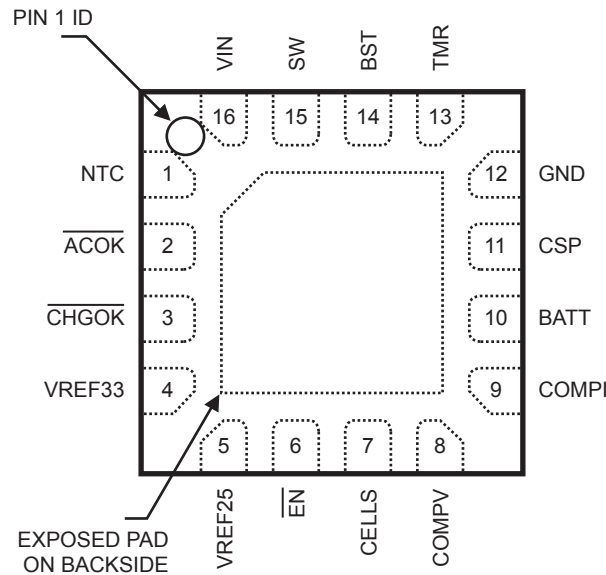 PIN 1 ID
VIN
SW
BST
TMR
16
15
14
13
NTC
1
12
GND
ACOK
2
11
CSP
CHGOK
3
10
BATT
VREF33
4
9
COMPI
5
6
7
8
VREF25
EN
CELLS
COMPV
EXPOSED PAD
ON BACKSIDE